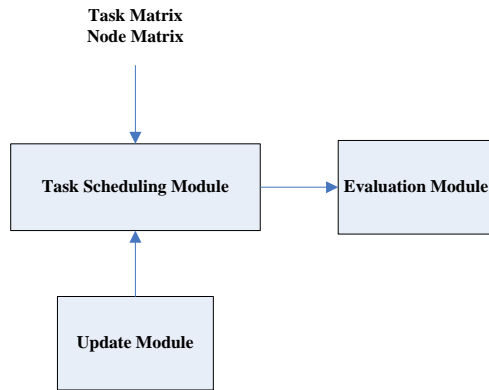 Task Matrix
Node Matrix
Task Scheduling Module
Evaluation Module
Update Module